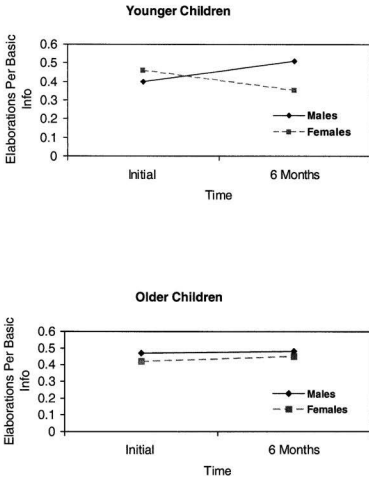 Younger Children
Elaborations Per Basic
Info
0.6
0.5
0.4
0.3
0.2
0.1
0
Males
Females
Initial
6 Months
Time
Older Children
Elaborations Per Basic
Info
0.6
0.5
0.4
0.3
0.2
0.1
0
Males
Females
Initial
6 Months
Time